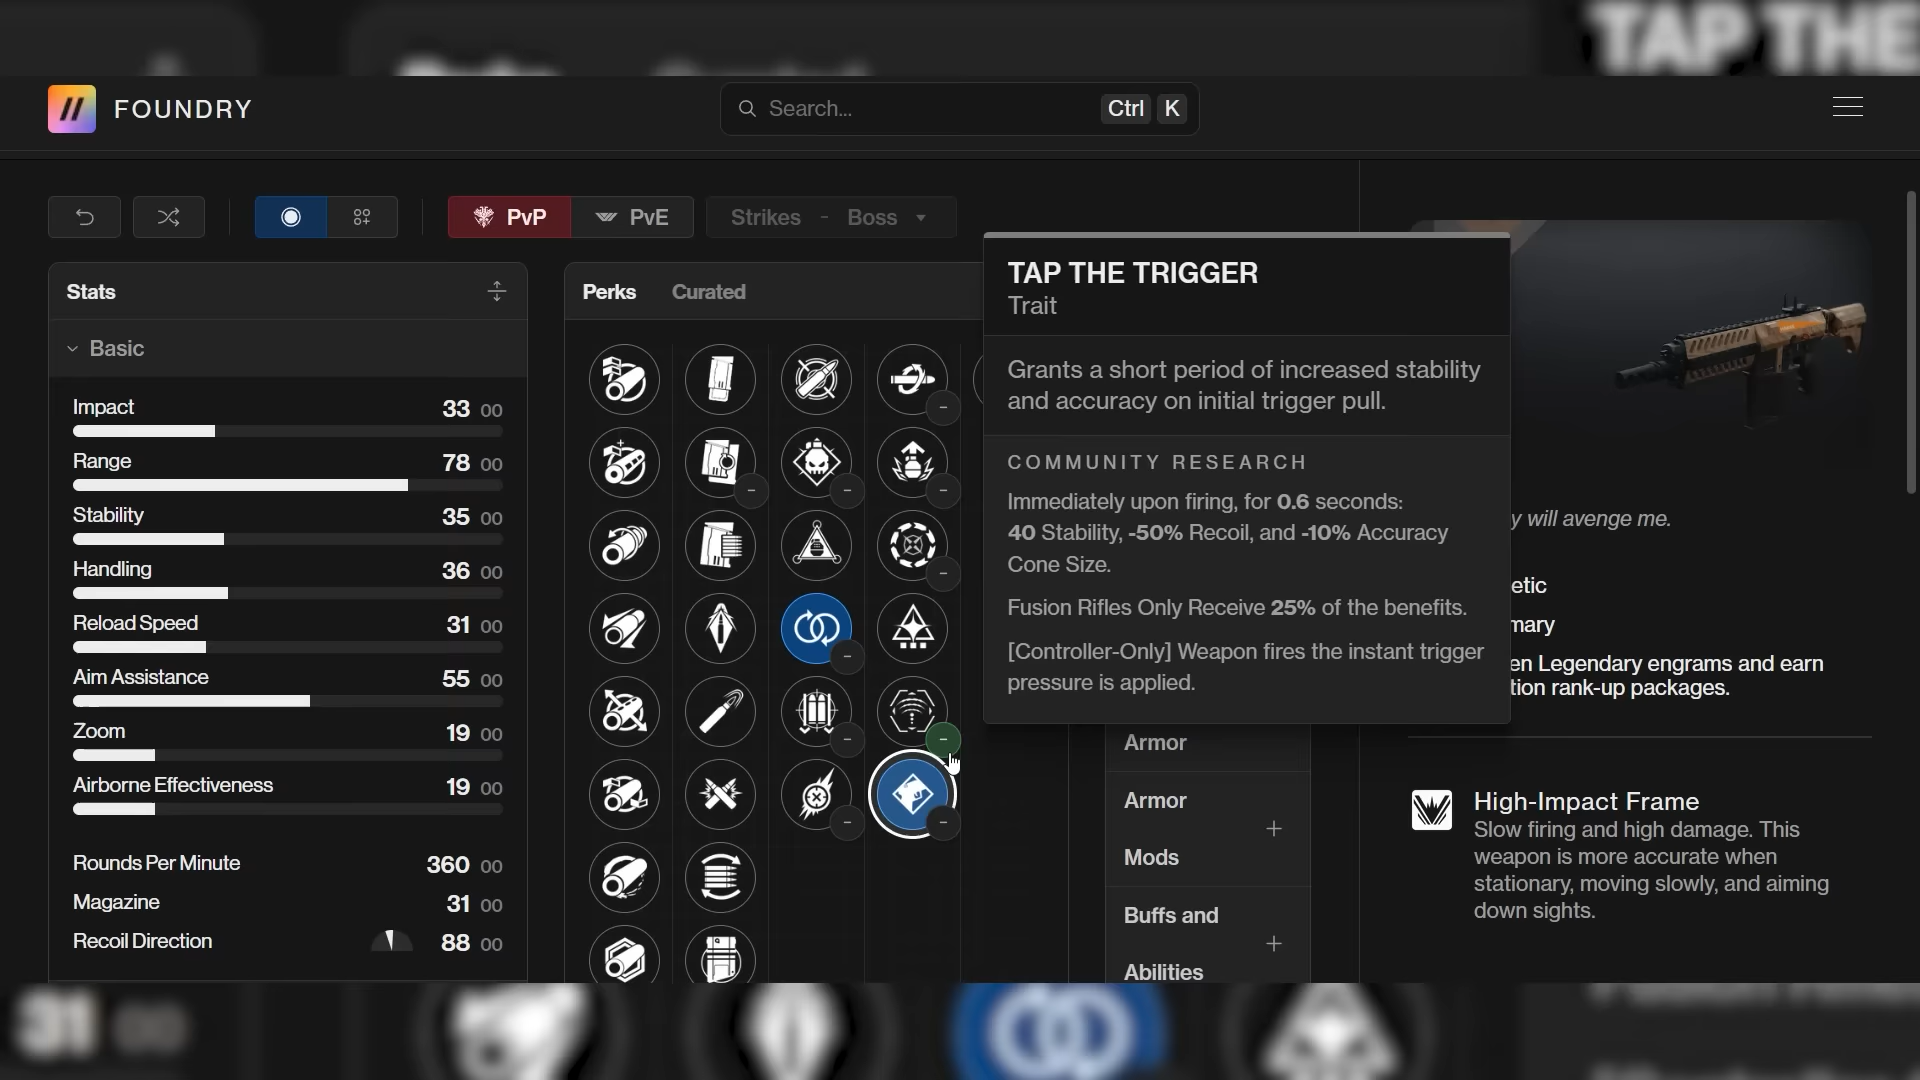 TAP THE
FOUNDRY
Search...
Ctrl K
PvP
PvE
Strikes - Boss
Stats
Basic
Impact 33 00
Range 78 00
Stability 35 00
Handling 36 00
Reload Speed 31 00
Aim Assistance 55 00
Zoom 19 00
Airborne Effectiveness 19 00
Rounds Per Minute 360 00
Magazine 31 00
Recoil Direction 88 00
Perks Curated
TAP THE TRIGGER
Trait
Grants a short period of increased stability
and accuracy on initial trigger pull.
COMMUNITY RESEARCH
Immediately upon firing, for 0.6 seconds:
40 Stability, -50% Recoil, and -10% Accuracy
Cone Size.
Fusion Rifles Only Receive 25% of the benefits.
[Controller-Only] Weapon fires the instant trigger
pressure is applied.
Armor
Armor
Mods
Buffs and
Abilities
y will avenge me.
etic
mary
en Legendary engrams and earn
tion rank-up packages.
High-Impact Frame
Slow firing and high damage. This
weapon is more accurate when
stationary, moving slowly, and aiming
down sights.
31 00